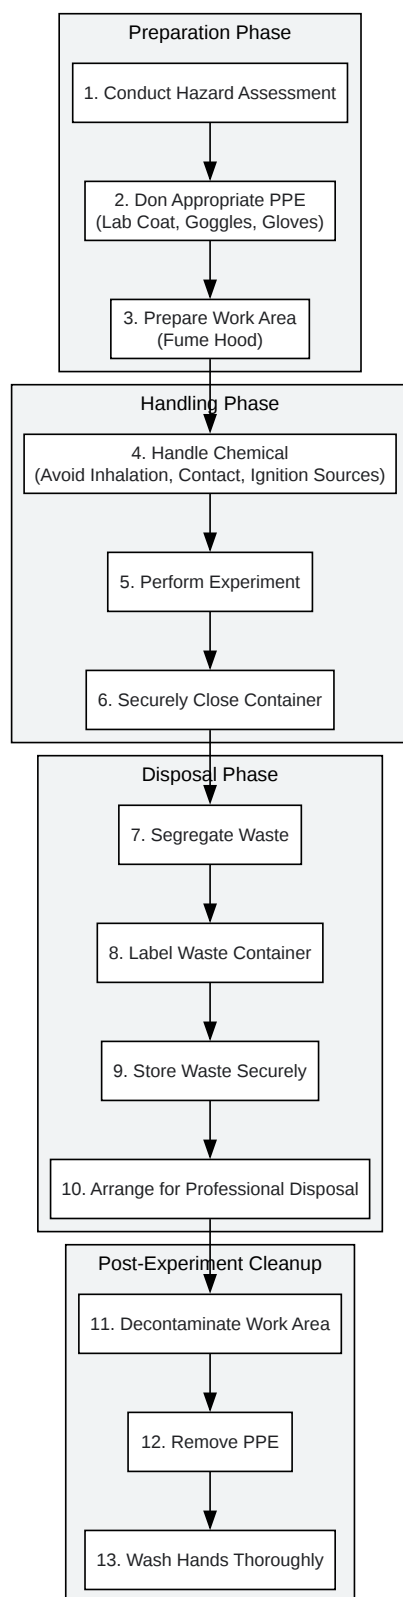 Preparation Phase
1. Conduct Hazard Assessment
2. Don Appropriate PPE
(Lab Coat, Goggles, Gloves)
3. Prepare Work Area
(Fume Hood)
Handling Phase
4. Handle Chemical
(Avoid Inhalation, Contact, Ignition Sources)
5. Perform Experiment
6. Securely Close Container
Disposal Phase
7. Segregate Waste
8. Label Waste Container
9. Store Waste Securely
10. Arrange for Professional Disposal
Post-Experiment Cleanup
11. Decontaminate Work Area
12. Remove PPE
13. Wash Hands Thoroughly